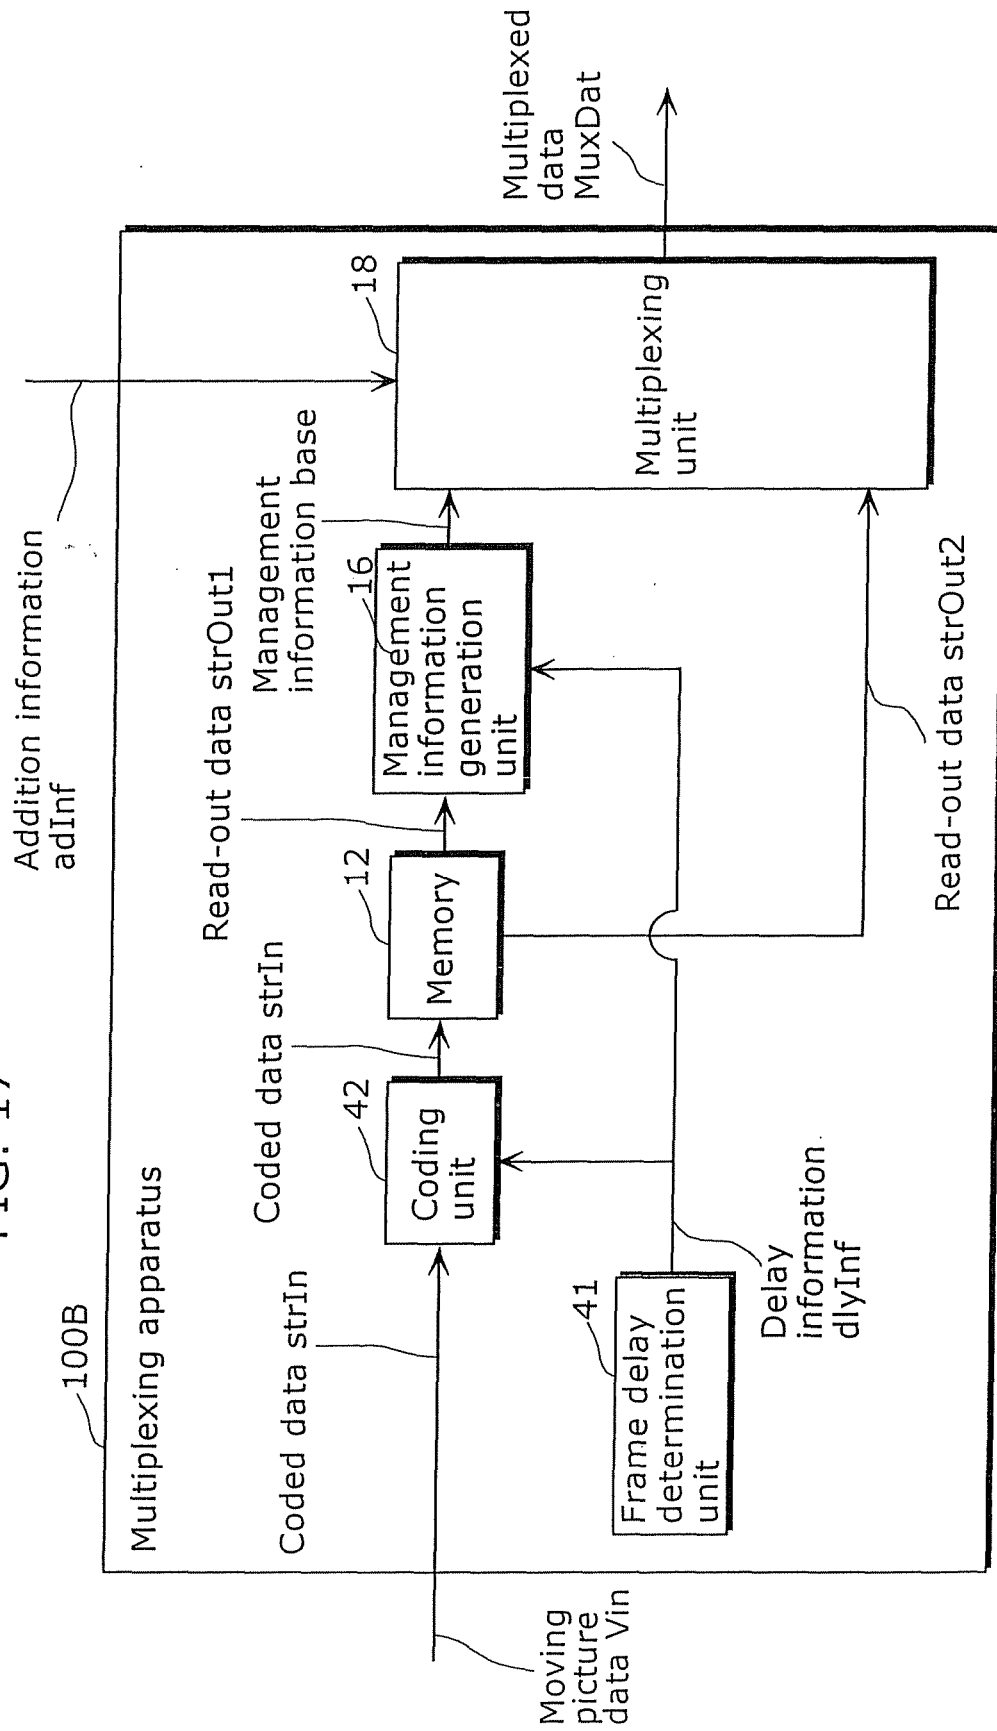 FIG. 17
100B
Multiplexing apparatus
Addition information
adInf
Moving
picture
data Vin
Coded data strIn
42
Coding
unit
Coded data strIn
12
Memory
Read-out data strOut1
16
Management
information
generation
unit
Management
information base
18
Multiplexing
unit
Multiplexed
data
MuxDat
41
Frame delay
determination
unit
Delay
information
dlyInf
Read-out data strOut2